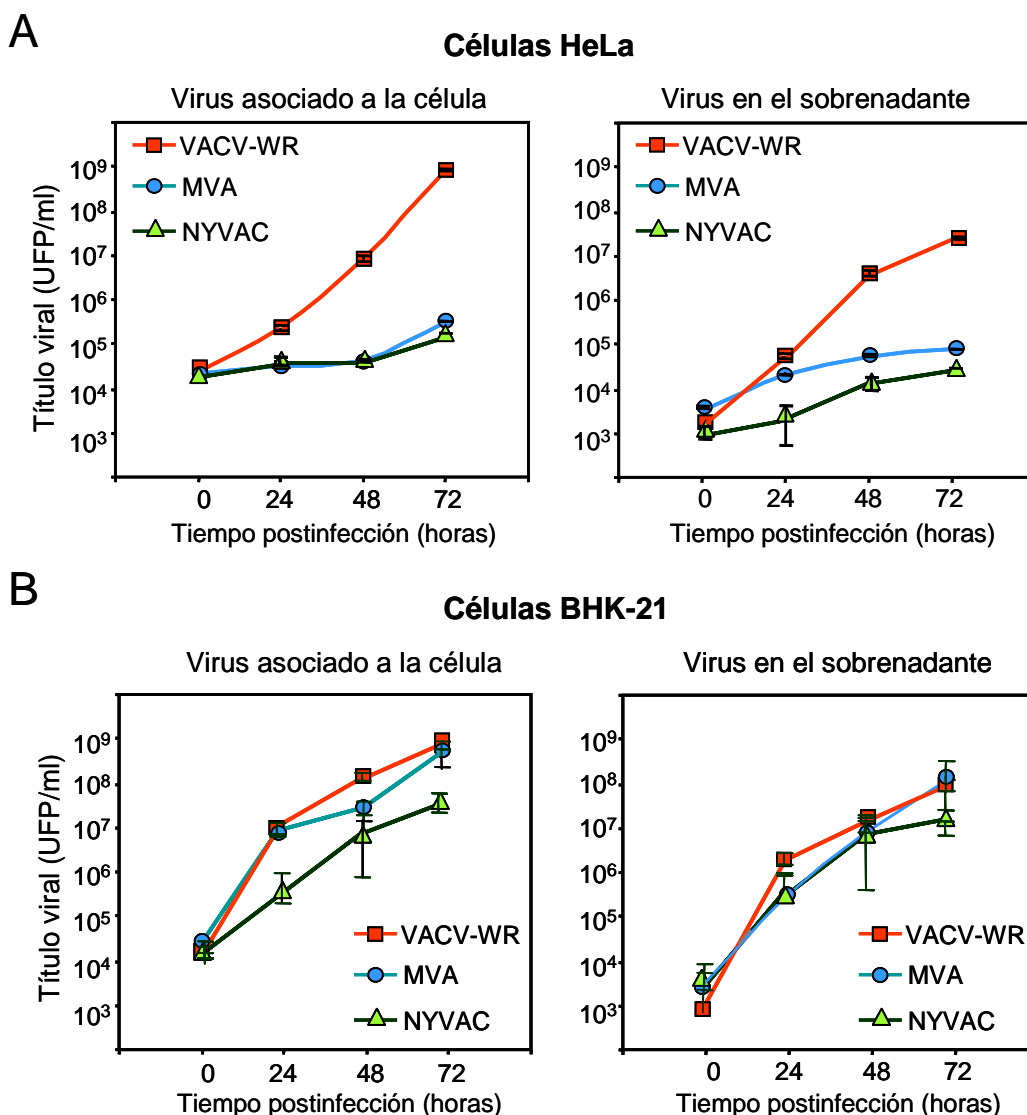 A
Células HeLa
Virus asociado a la célula
Virus en el sobrenadante
VACV-WR
MVA
NYVAC
Título viral (UFP/ml)
10⁹
10⁸
10⁷
10⁶
10⁵
10⁴
10³
0 24 48 72
Tiempo postinfección (horas)
VACV-WR
MVA
NYVAC
10⁹
10⁸
10⁷
10⁶
10⁵
10⁴
10³
0 24 48 72
Tiempo postinfección (horas)
B
Células BHK-21
Virus asociado a la célula
Virus en el sobrenadante
Título viral (UFP/ml)
10⁹
10⁸
10⁷
10⁶
10⁵
10⁴
10³
VACV-WR
MVA
NYVAC
0 24 48 72
Tiempo postinfección (horas)
10⁹
10⁸
10⁷
10⁶
10⁵
10⁴
10³
VACV-WR
MVA
NYVAC
0 24 48 72
Tiempo postinfección (horas)